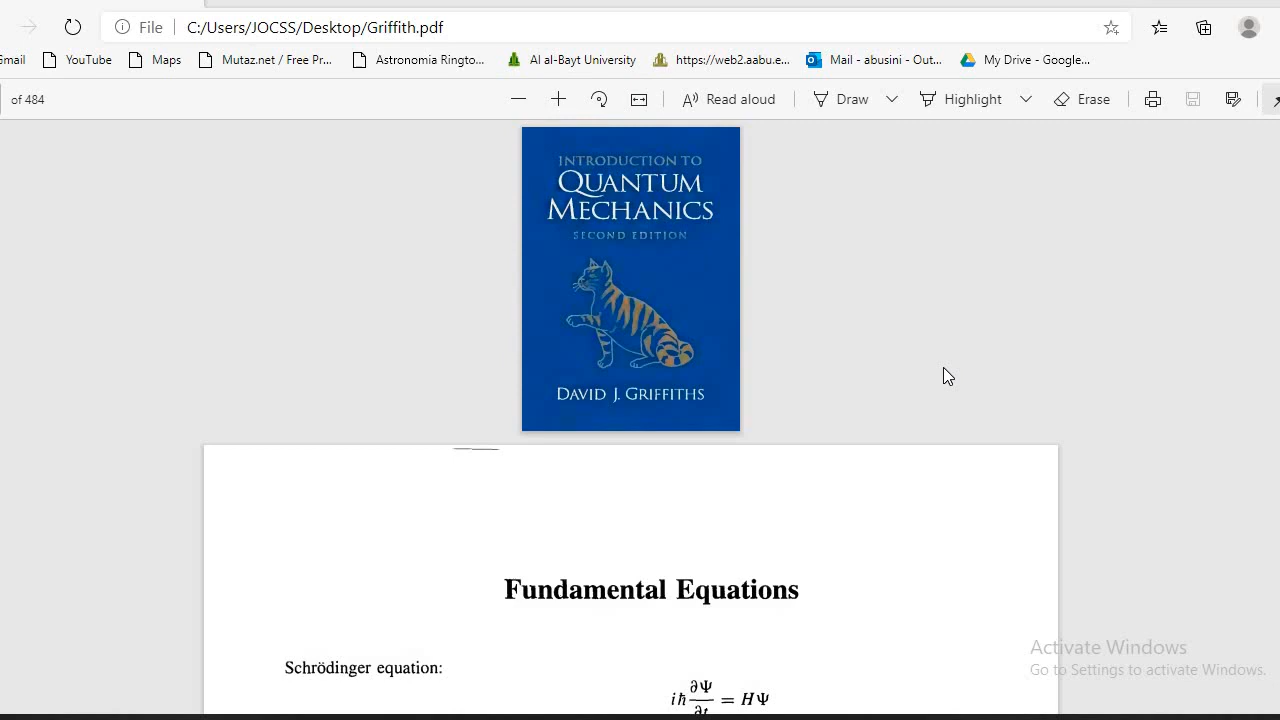 File C:/Users/JOCSS/Desktop/Griffith.pdf
mail YouTube Maps Mutaz.net / Free Pr... Astronomia Ringto... Al al-Bayt University https://web2.aabu.e... Mail - abusini - Out... My Drive - Google...
of 484 Read aloud Draw Highlight Erase
INTRODUCTION TO
QUANTUM
MECHANICS
SECOND EDITION
DAVID J. GRIFFITHS
Fundamental Equations
Schrödinger equation:
iħ ∂Ψ/∂t = HΨ
Activate Windows
Go to Settings to activate Windows.